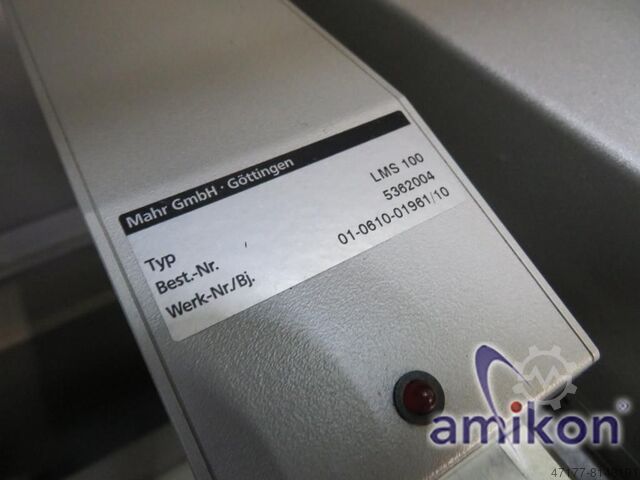 Mahr GmbH · Göttingen
Typ LMS 100
Best.-Nr. 5362004
Werk-Nr./Bj. 01-0610-01961/10
amikon